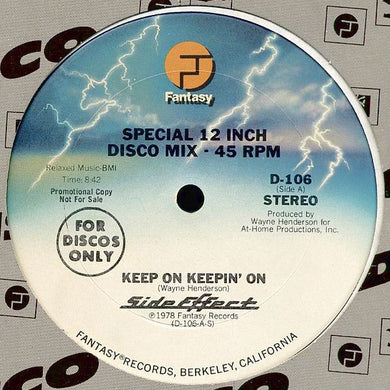 Fantasy
SPECIAL 12 INCH
DISCO MIX - 45 RPM
Relaxed Music-BMI
Time: 8:42
Promotional Copy
Not For Sale
FOR
DISCOS
ONLY
D-106
(Side A)
STEREO
Produced by
Wayne Henderson for
At-Home Productions, Inc.
KEEP ON KEEPIN' ON
(Wayne Henderson)
Side Effect
℗1978 Fantasy Records
(D-106-A-S)
FANTASY® RECORDS, BERKELEY, CALIFORNIA